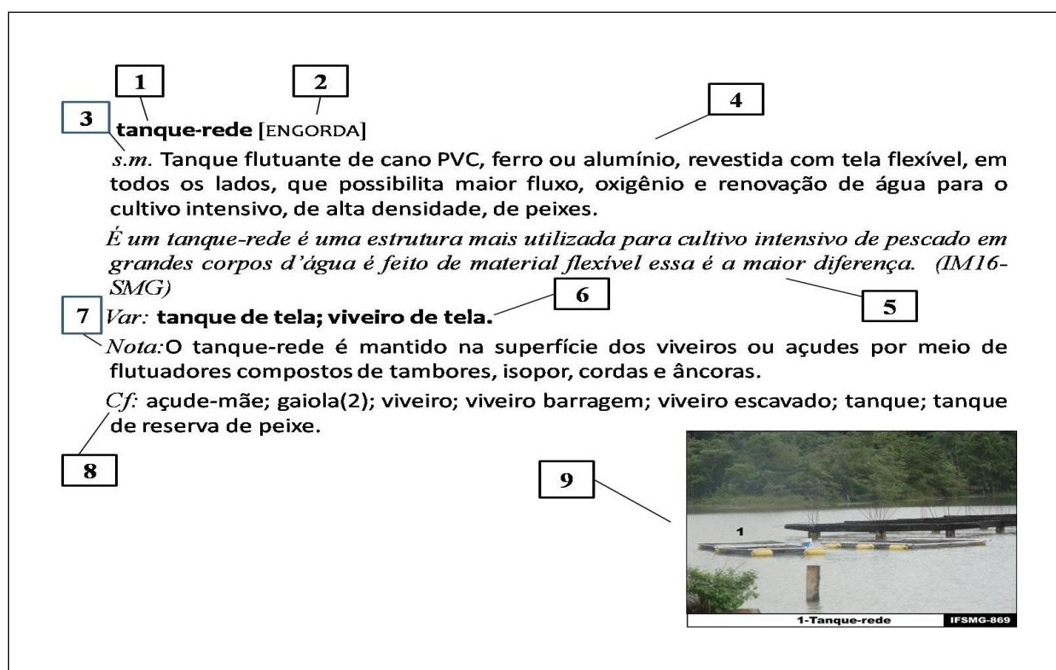 1
2
4
3
tanque-rede [ENGORDA]
s.m. Tanque flutuante de cano PVC, ferro ou alumínio, revestida com tela flexível, em
todos os lados, que possibilita maior fluxo, oxigênio e renovação de água para o
cultivo intensivo, de alta densidade, de peixes.
É um tanque-rede é uma estrutura mais utilizada para cultivo intensivo de pescado em
grandes corpos d'água é feito de material flexível essa é a maior diferença. (IM16-
SMG)
6
5
7
Var: tanque de tela; viveiro de tela.
Nota:O tanque-rede é mantido na superfície dos viveiros ou açudes por meio de
flutuadores compostos de tambores, isopor, cordas e âncoras.
Cf: açude-mãe; gaiola(2); viveiro; viveiro barragem; viveiro escavado; tanque; tanque
de reserva de peixe.
8
9
1
1-Tanque-rede IFSMG-869